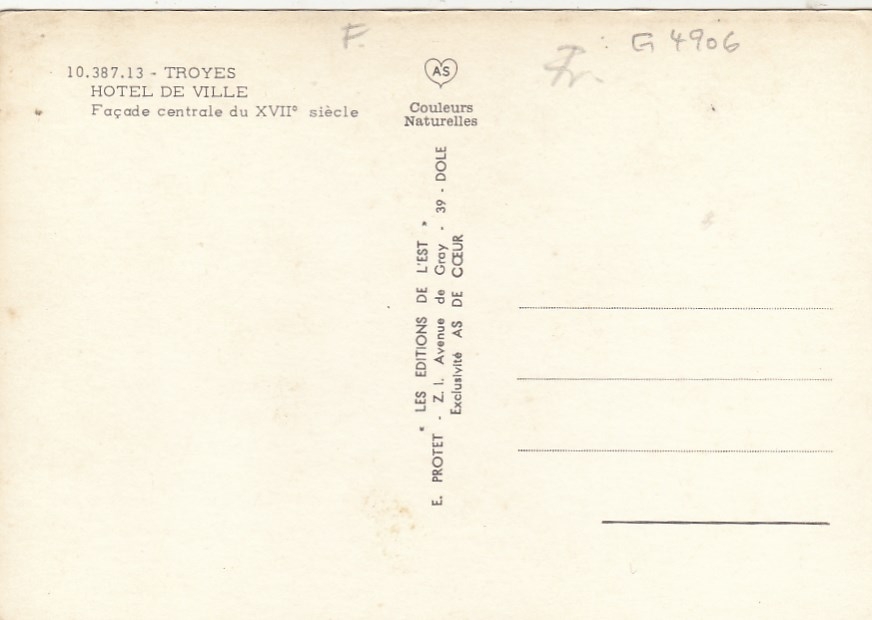 F.
G 4906
10.387.13 - TROYES
HOTEL DE VILLE
Façade centrale du XVIIe siècle
AS
Couleurs
Naturelles
" LES EDITIONS DE L'EST "
E. PROTET - Z. I. Avenue de Gray - 39 - DOLE
Exclusivité AS DE CŒUR